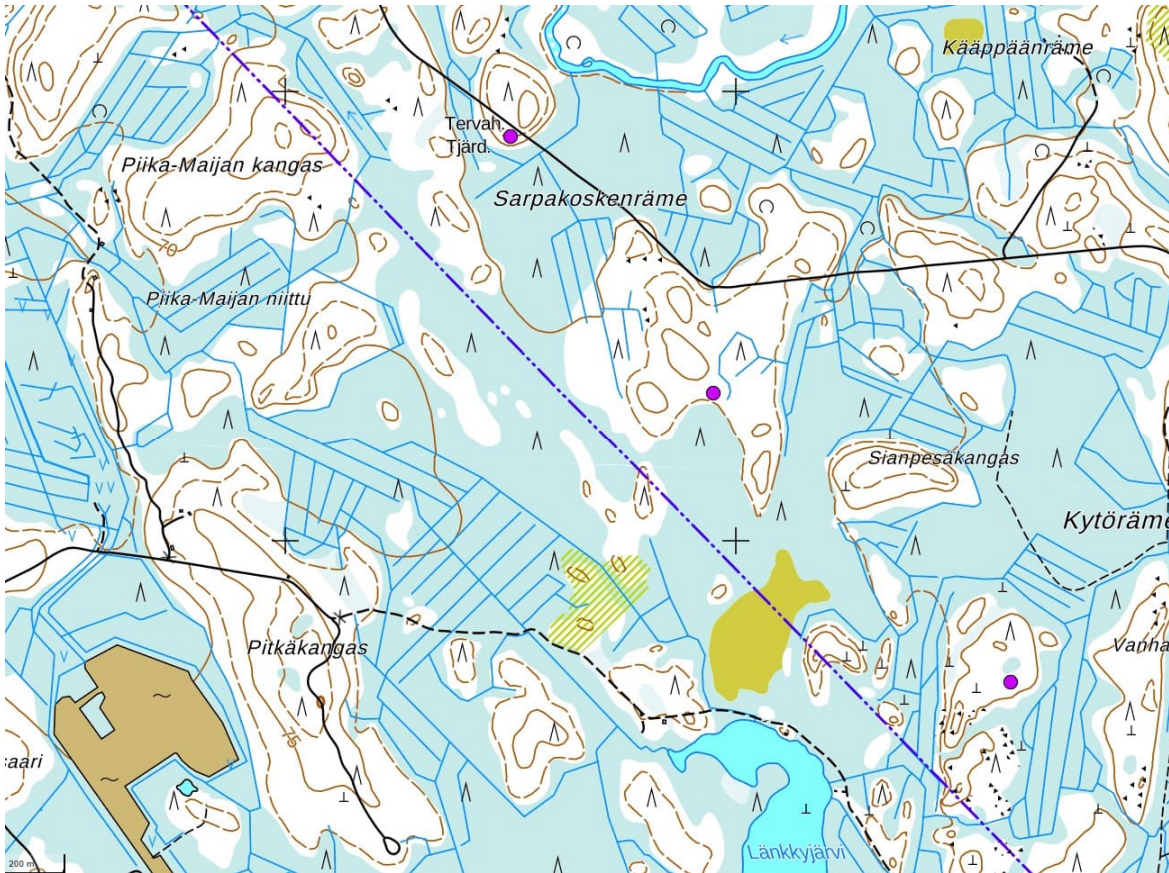 Kääppäänräme
Tervah.
Tjärd.
Piika-Maijan kangas
Sarpakoskenräme
70
Piika-Maijan niittu
Sianpesäkangas
Kytöräme
Pitkäkangas
Vanha
75
saari
Länkkyjärvi
200 m